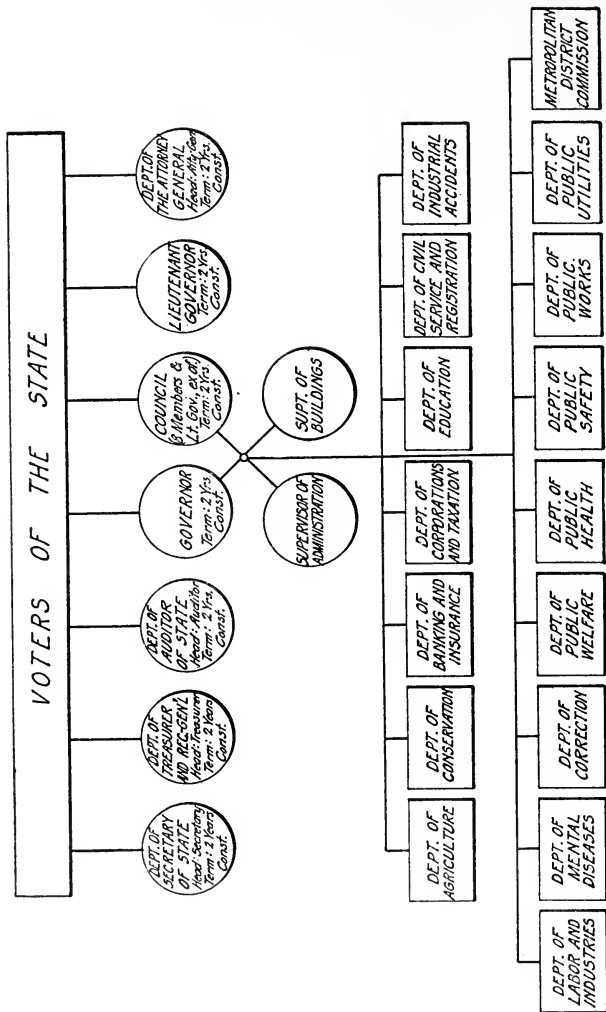 VOTERS OF THE STATE
DEPT. OF
SECRETARY
OF STATE
Head: Secretary
Term: 2 Years
Const.
DEPT. OF
TREASURER
AND REC-GEN'L
Head: Treasurer
Term: 2 Years
Const.
DEPT. OF
AUDITOR
OF STATE
Head: Auditor
Term: 2 Yrs.
Const.
GOVERNOR
Term: 2 Yrs.
Const.
COUNCIL
(8 Members &
Lt. Gov., ex of.)
Term: 2 Yrs.
Const.
LIEUTENANT
GOVERNOR
Term: 2 Yrs.
Const.
DEPT. OF
THE ATTORNEY
GENERAL
Head: Att'y-Gen
Term: 2 Yrs.
Const.
SUPERVISOR OF
ADMINISTRATION
SUPT. OF
BUILDINGS
DEPT. OF
AGRICULTURE
DEPT. OF
CONSERVATION
DEPT. OF
BANKING AND
INSURANCE
DEPT. OF
CORPORATIONS
AND TAXATION
DEPT. OF
EDUCATION
DEPT. OF CIVIL
SERVICE AND
REGISTRATION
DEPT. OF
INDUSTRIAL
ACCIDENTS
DEPT. OF
LABOR AND
INDUSTRIES
DEPT. OF
MENTAL
DISEASES
DEPT. OF
CORRECTION
DEPT. OF
PUBLIC
WELFARE
DEPT. OF
PUBLIC
HEALTH
DEPT. OF
PUBLIC
SAFETY
DEPT. OF
PUBLIC.
WORKS
DEPT. OF
PUBLIC
UTILITIES
METROPOLITAN
DISTRICT
COMMISSION